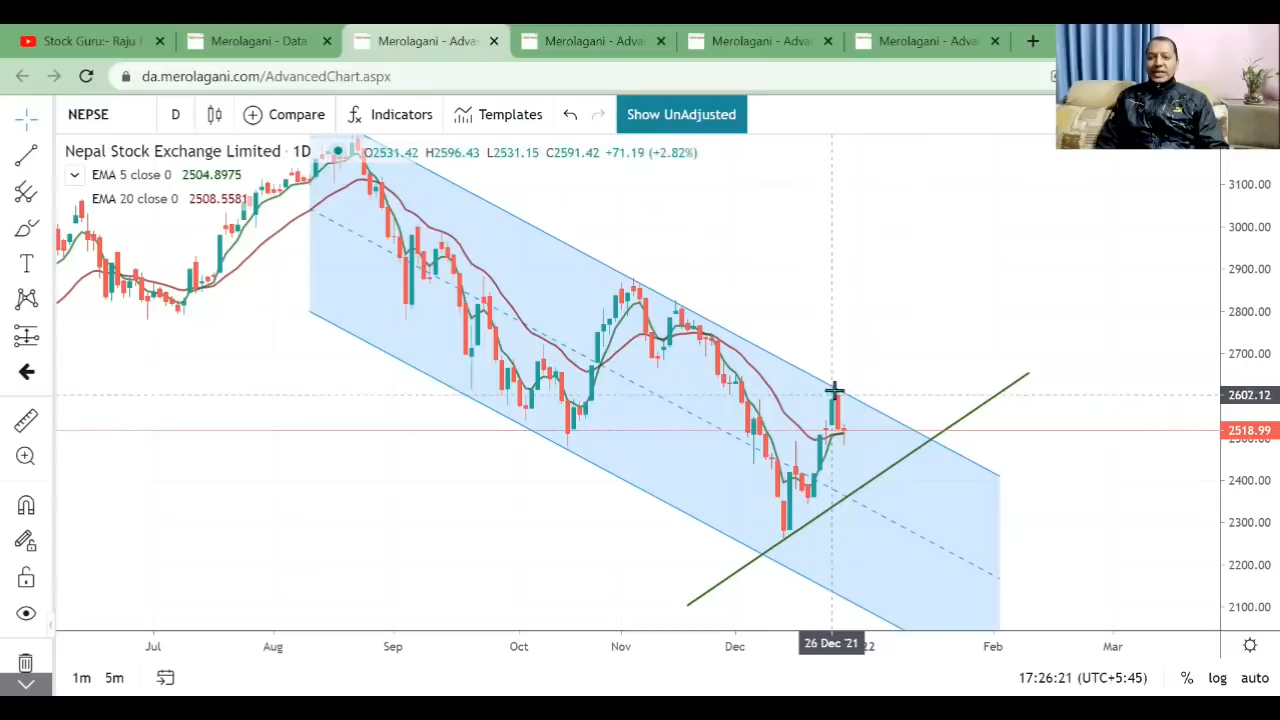 Stock Guru:- Raju
Merolagani - Data
Merolagani - Adva
Merolagani - Adva
Merolagani - Adva
Merolagani - Adva
da.merolagani.com/AdvancedChart.aspx
NEPSE D Compare Indicators Templates Show UnAdjusted
Nepal Stock Exchange Limited · 1D O2531.42 H2596.43 L2531.15 C2591.42 +71.19 (+2.82%)
EMA 5 close 0 2504.8975
EMA 20 close 0 2508.5581
3100.00
3000.00
2900.00
2800.00
2700.00
2602.12
2518.99
2400.00
2300.00
2200.00
2100.00
Jul Aug Sep Oct Nov Dec 26 Dec '21 22 Feb Mar
1m 5m 17:26:21 (UTC+5:45) % log auto